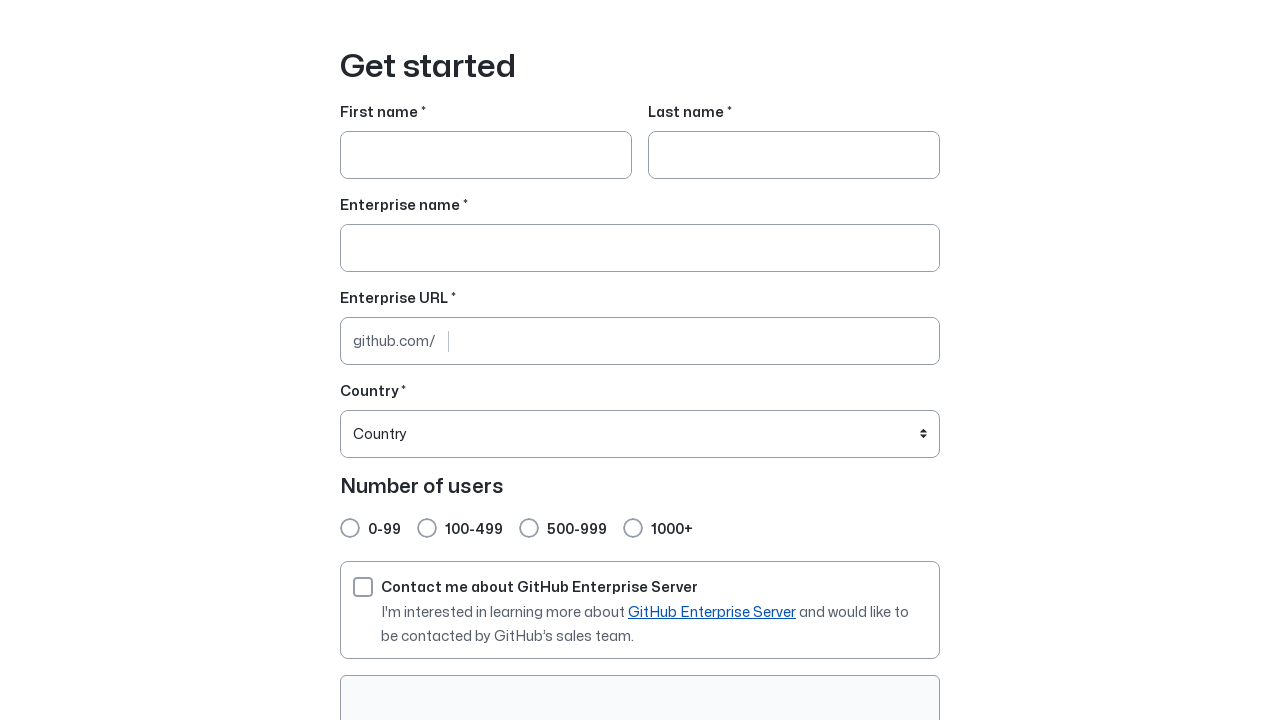 Get started
First name *
Last name *
Enterprise name *
Enterprise URL *
github.com/
Country *
Country
Number of users
0-99
100-499
500-999
1000+
Contact me about GitHub Enterprise Server
I'm interested in learning more about GitHub Enterprise Server and would like to
be contacted by GitHub's sales team.